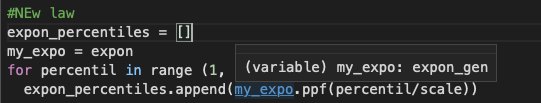 #NEw law
expon_percentiles = []
my_expo = expon
for percentil in range (1,
(variable) my_expo: expon_gen
expon_percentiles.append(my_expo.ppf(percentil/scale))